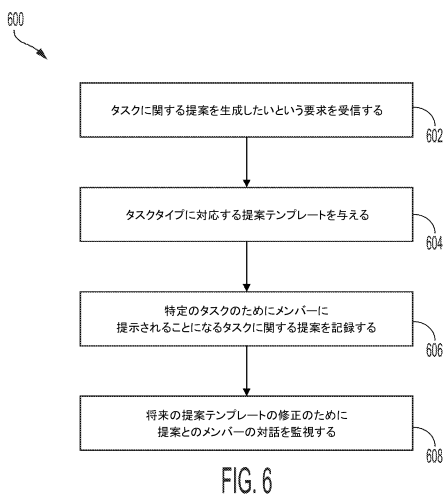 600
タスクに関する提案を生成したいという要求を受信する
602
タスクタイプに対応する提案テンプレートを与える
604
特定のタスクのためにメンバーに
提示されることになるタスクに関する提案を記録する
606
将来の提案テンプレートの修正のために
提案とのメンバーの対話を監視する
608
FIG. 6